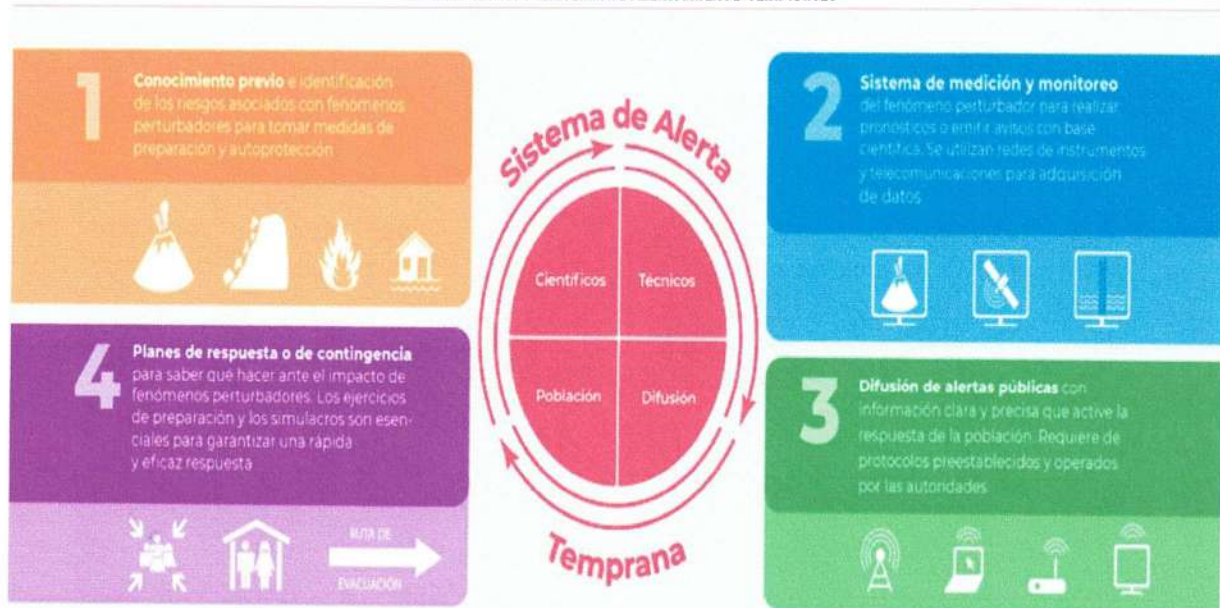 1
Conocimiento previo e identificación
de los riesgos asociados con fenómenos
perturbadores para tomar medidas de
preparación y autoprotección
Sistema de Alerta
2
Sistema de medición y monitoreo
del fenómeno perturbador para realizar
pronósticos o emitir avisos con base
científica. Se utilizan redes de instrumentos
y telecomunicaciones para adquisición
de datos
Científicos
Técnicos
Población
Difusión
4
Planes de respuesta o de contingencia
para saber qué hacer ante el impacto de
fenómenos perturbadores. Los ejercicios
de preparación y los simulacros son esen-
ciales para garantizar una rápida
y eficaz respuesta
RUTA DE
EVACUACIÓN
3
Difusión de alertas públicas con
información clara y precisa que active la
respuesta de la población. Requiere de
protocolos preestablecidos y operados
por las autoridades
Temprana